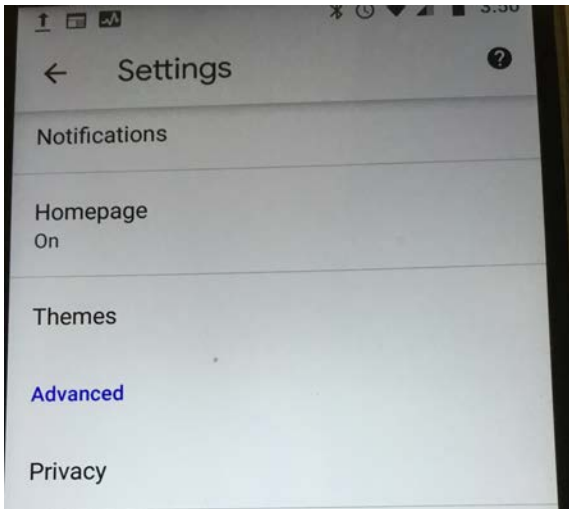 Settings
Notifications
Homepage
On
Themes
Advanced
Privacy